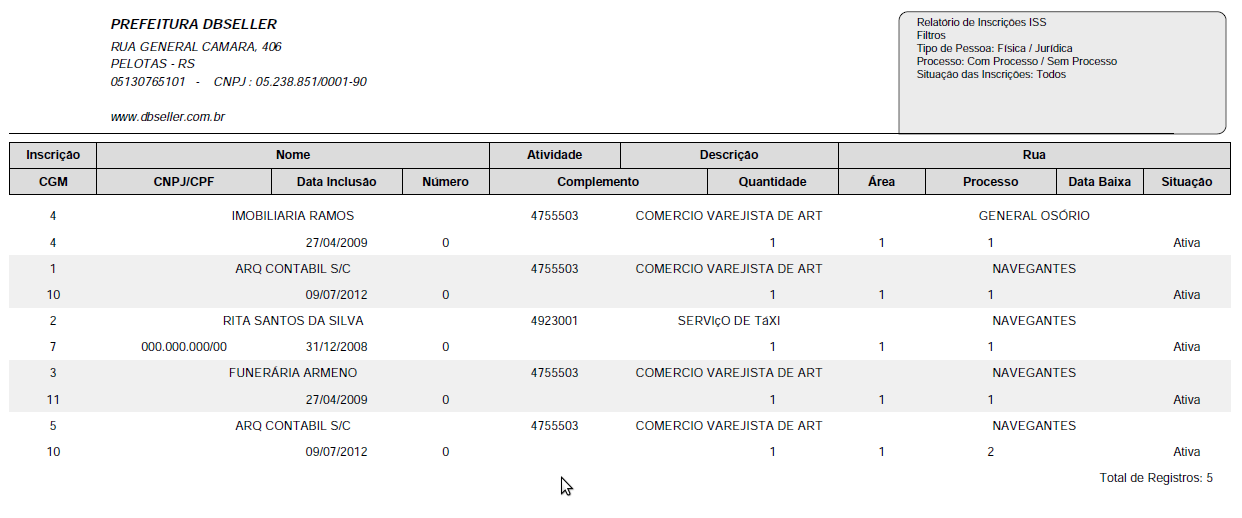 PREFEITURA DBSELLER
RUA GENERAL CAMARA, 406
PELOTAS - RS
05130765101 - CNPJ : 05.238.851/0001-90
www.dbseller.com.br
Relatório de Inscrições ISS
Filtros
Tipo de Pessoa: Física / Jurídica
Processo: Com Processo / Sem Processo
Situação das Inscrições: Todos
Inscrição Nome Atividade Descrição Rua
CGM CNPJ/CPF Data Inclusão Número Complemento Quantidade Área Processo Data Baixa Situação
4 IMOBILIARIA RAMOS 4755503 COMERCIO VAREJISTA DE ART GENERAL OSÓRIO
4 27/04/2009 0 1 1 1 Ativa
1 ARQ CONTABIL S/C 4755503 COMERCIO VAREJISTA DE ART NAVEGANTES
10 09/07/2012 0 1 1 1 Ativa
2 RITA SANTOS DA SILVA 4923001 SERVIçO DE TáXI NAVEGANTES
7 000.000.000/00 31/12/2008 0 1 1 1 Ativa
3 FUNERÁRIA ARMENO 4755503 COMERCIO VAREJISTA DE ART NAVEGANTES
11 27/04/2009 0 1 1 1 Ativa
5 ARQ CONTABIL S/C 4755503 COMERCIO VAREJISTA DE ART NAVEGANTES
10 09/07/2012 0 1 1 2 Ativa
Total de Registros: 5